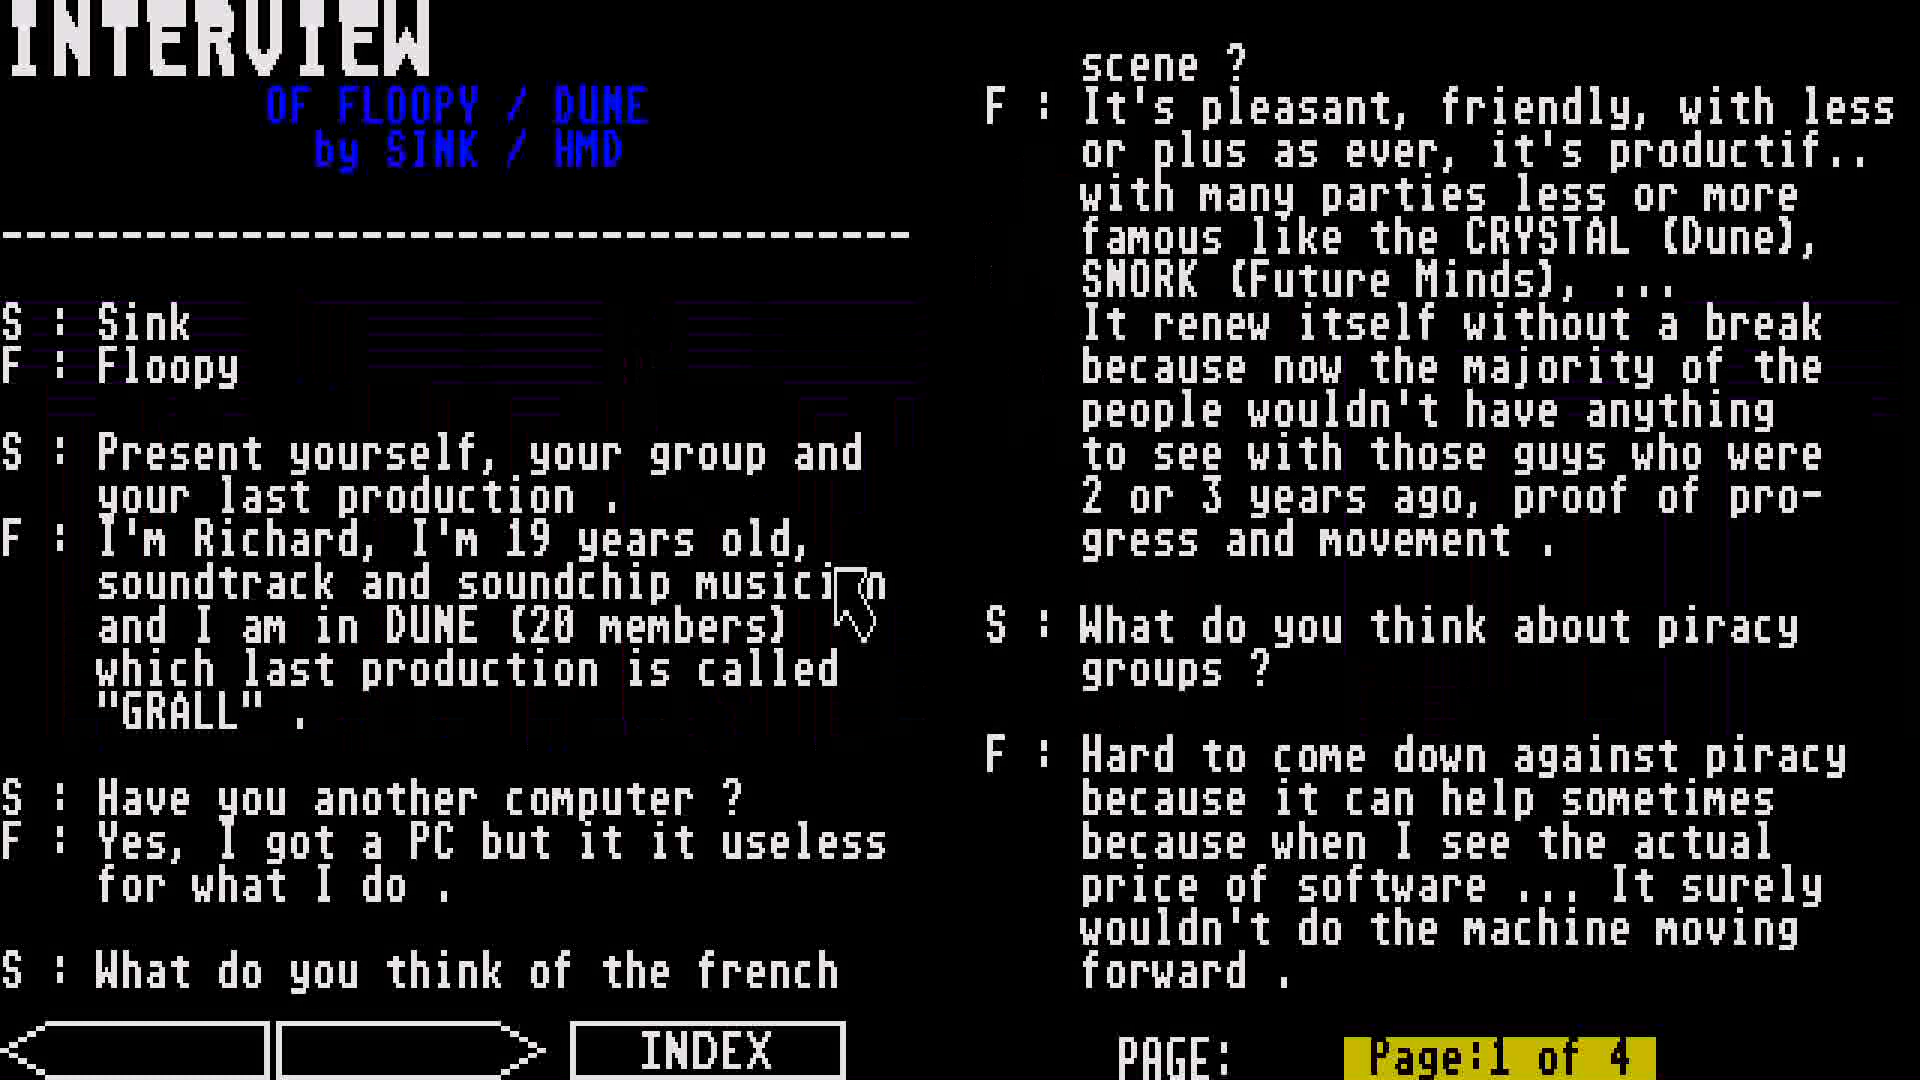 INTERVIEW
OF FLOOPY / DUNE
by SINK / HMD
---------------------------------------
S : Sink
F : Floopy
S : Present yourself, your group and
your last production .
F : I'm Richard, I'm 19 years old,
soundtrack and soundchip
and I am in DUNE (20 members)
which last production is called
"GRALL" .
S : Have you another computer ?
F : Yes, I got a PC but it it useless
for what I do .
S : What do you think of the french
scene ?
F : It's pleasant, friendly, with less
or plus as ever, it's productif..
with many parties less or more
famous like the CRYSTAL (Dune),
SNORK (Future Minds), ...
It renew itself without a break
because now the majority of the
people wouldn't have anything
to see with those guys who were
2 or 3 years ago, proof of pro-
gress and movement .
S : What do you think about piracy
groups ?
F : Hard to come down against piracy
because it can help sometimes
because when I see the actual
price of software ... It surely
wouldn't do the machine moving
forward .
INDEX
PAGE: Page:1 of 4